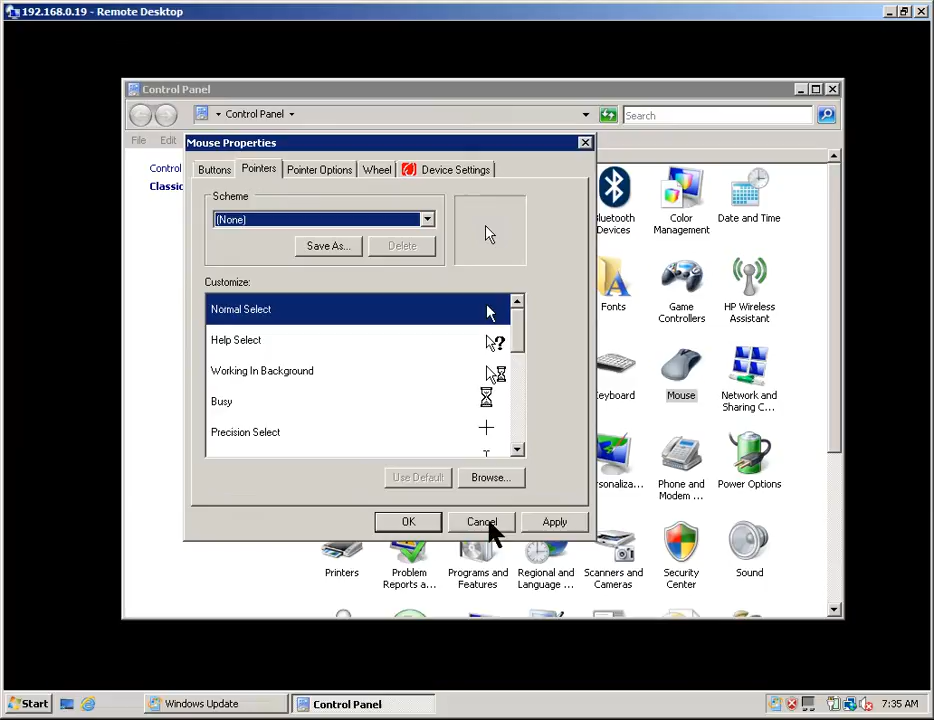 192.168.0.19 - Remote Desktop
Control Panel
Control Panel
Search
File Edit
Mouse Properties
Buttons Pointers Pointer Options Wheel Device Settings
Control
Classic
Scheme
(None)
Save As... Delete
Customize:
Normal Select
Help Select
Working In Background
Busy
Precision Select
Use Default Browse...
OK Cancel Apply
Bluetooth
Devices
Color
Management
Date and Time
Fonts
Game
Controllers
HP Wireless
Assistant
Keyboard
Mouse
Network and
Sharing C...
Personaliza...
Phone and
Modem ...
Power Options
Printers
Problem
Reports a...
Programs and
Features
Regional and
Language ...
Scanners and
Cameras
Security
Center
Sound
Start
Windows Update
Control Panel
7:35 AM